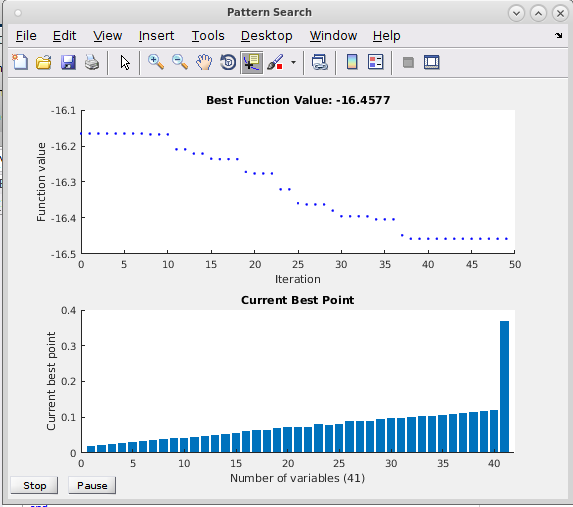 Pattern Search
File Edit View Insert Tools Desktop Window Help
Best Function Value: -16.4577
-16.1
-16.2
-16.3
-16.4
-16.5
Function value
0 5 10 15 20 25 30 35 40 45 50
Iteration
Current Best Point
0.4
0.3
0.2
0.1
0
Current best point
0 5 10 15 20 25 30 35 40
Number of variables (41)
Stop Pause